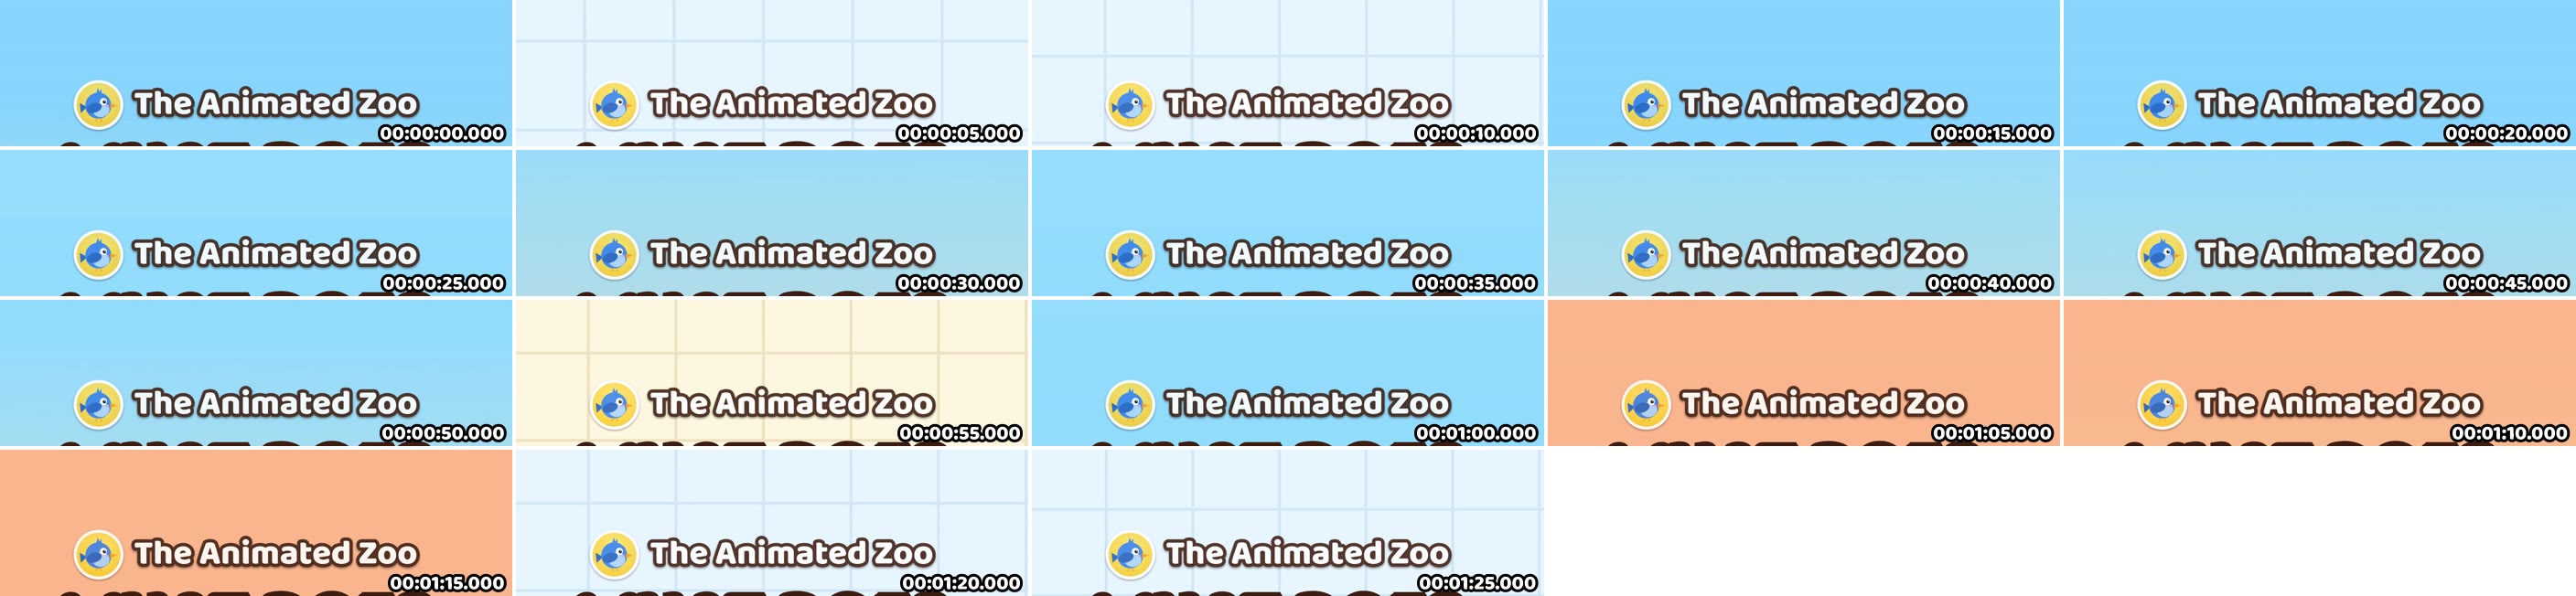 The Animated Zoo
00:00:00.000
The Animated Zoo
00:00:05.000
The Animated Zoo
00:00:10.000
The Animated Zoo
00:00:15.000
The Animated Zoo
00:00:20.000
The Animated Zoo
00:00:25.000
The Animated Zoo
00:00:30.000
The Animated Zoo
00:00:35.000
The Animated Zoo
00:00:40.000
The Animated Zoo
00:00:45.000
The Animated Zoo
00:00:50.000
The Animated Zoo
00:00:55.000
The Animated Zoo
00:01:00.000
The Animated Zoo
00:01:05.000
The Animated Zoo
00:01:10.000
The Animated Zoo
00:01:15.000
The Animated Zoo
00:01:20.000
The Animated Zoo
00:01:25.000